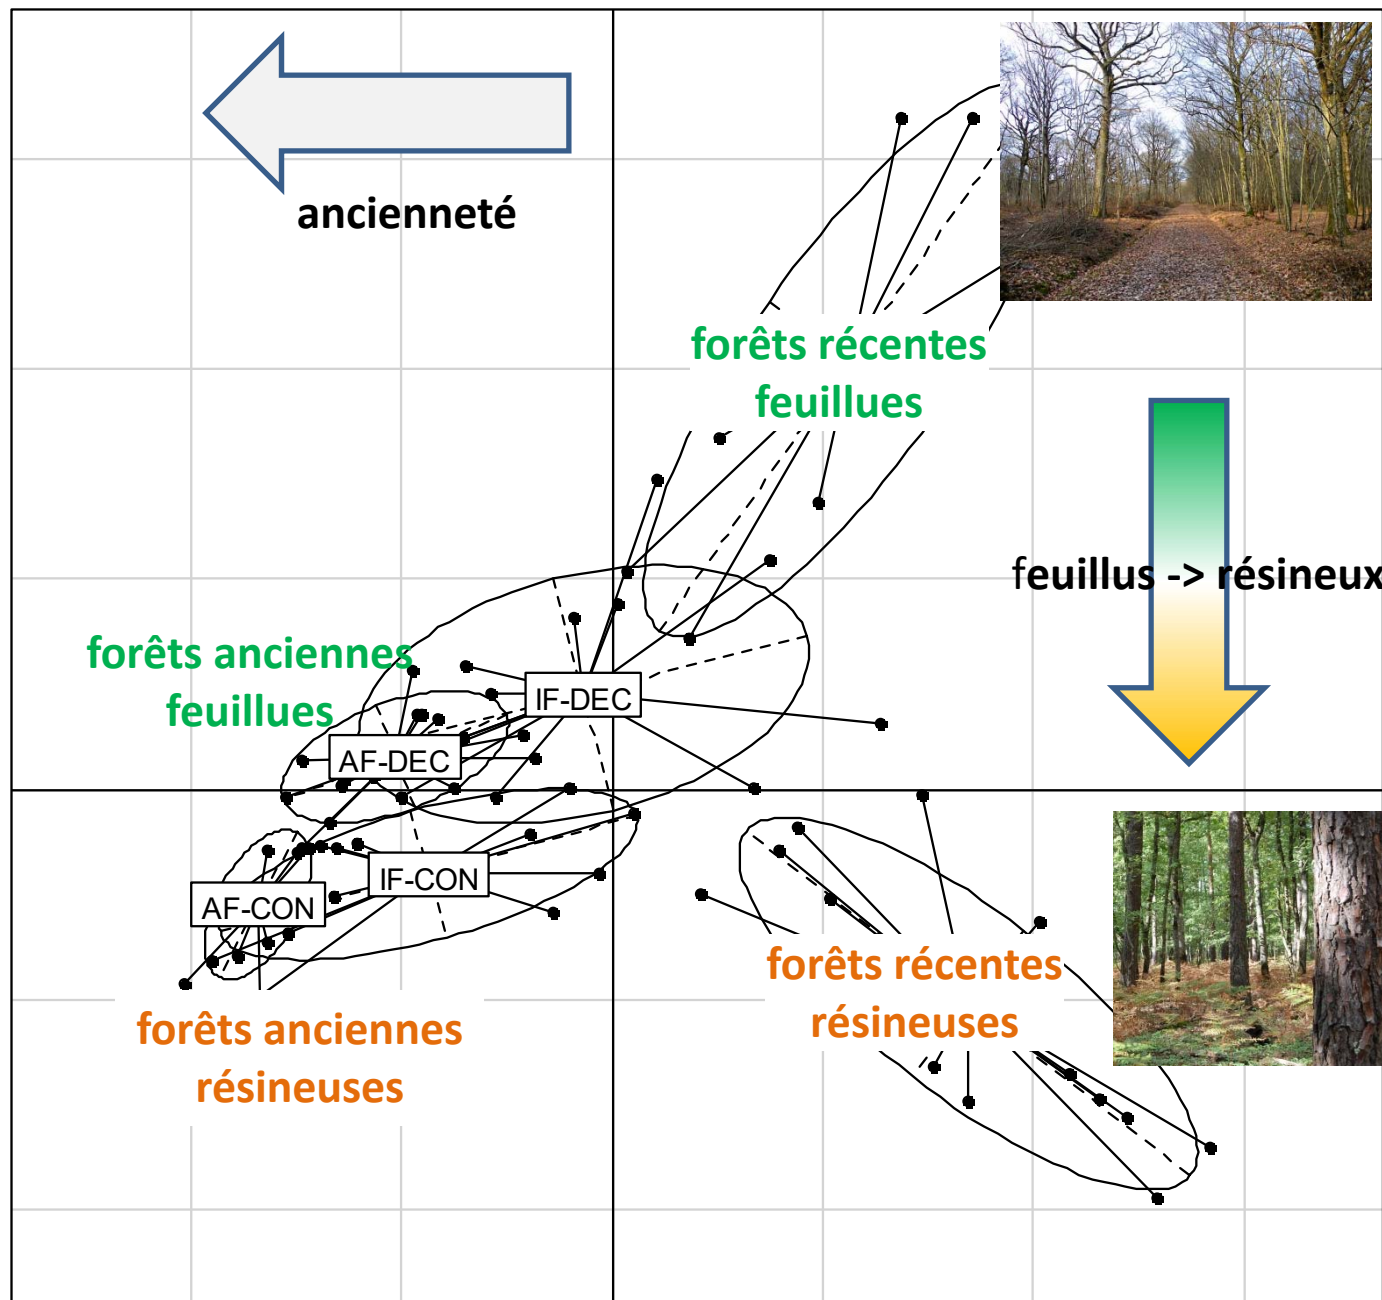 ancienneté
forêts récentes
feuillues
feuillus -> résineux
forêts anciennes
feuillues
IF-DEC
AF-DEC
IF-CON
AF-CON
forêts récentes
résineuses
forêts anciennes
résineuses